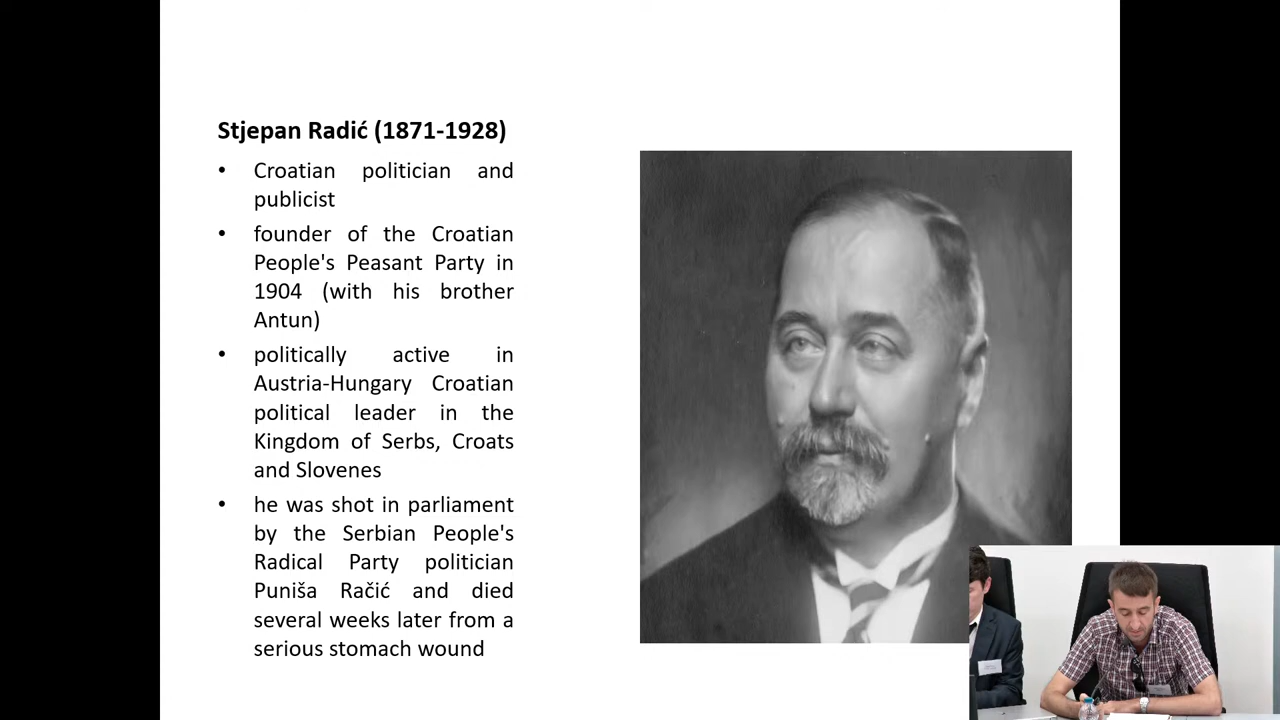 Stjepan Radić (1871-1928)
• Croatian politician and
publicist
• founder of the Croatian
People's Peasant Party in
1904 (with his brother
Antun)
• politically active in
Austria-Hungary Croatian
political leader in the
Kingdom of Serbs, Croats
and Slovenes
• he was shot in parliament
by the Serbian People's
Radical Party politician
Puniša Račić and died
several weeks later from a
serious stomach wound